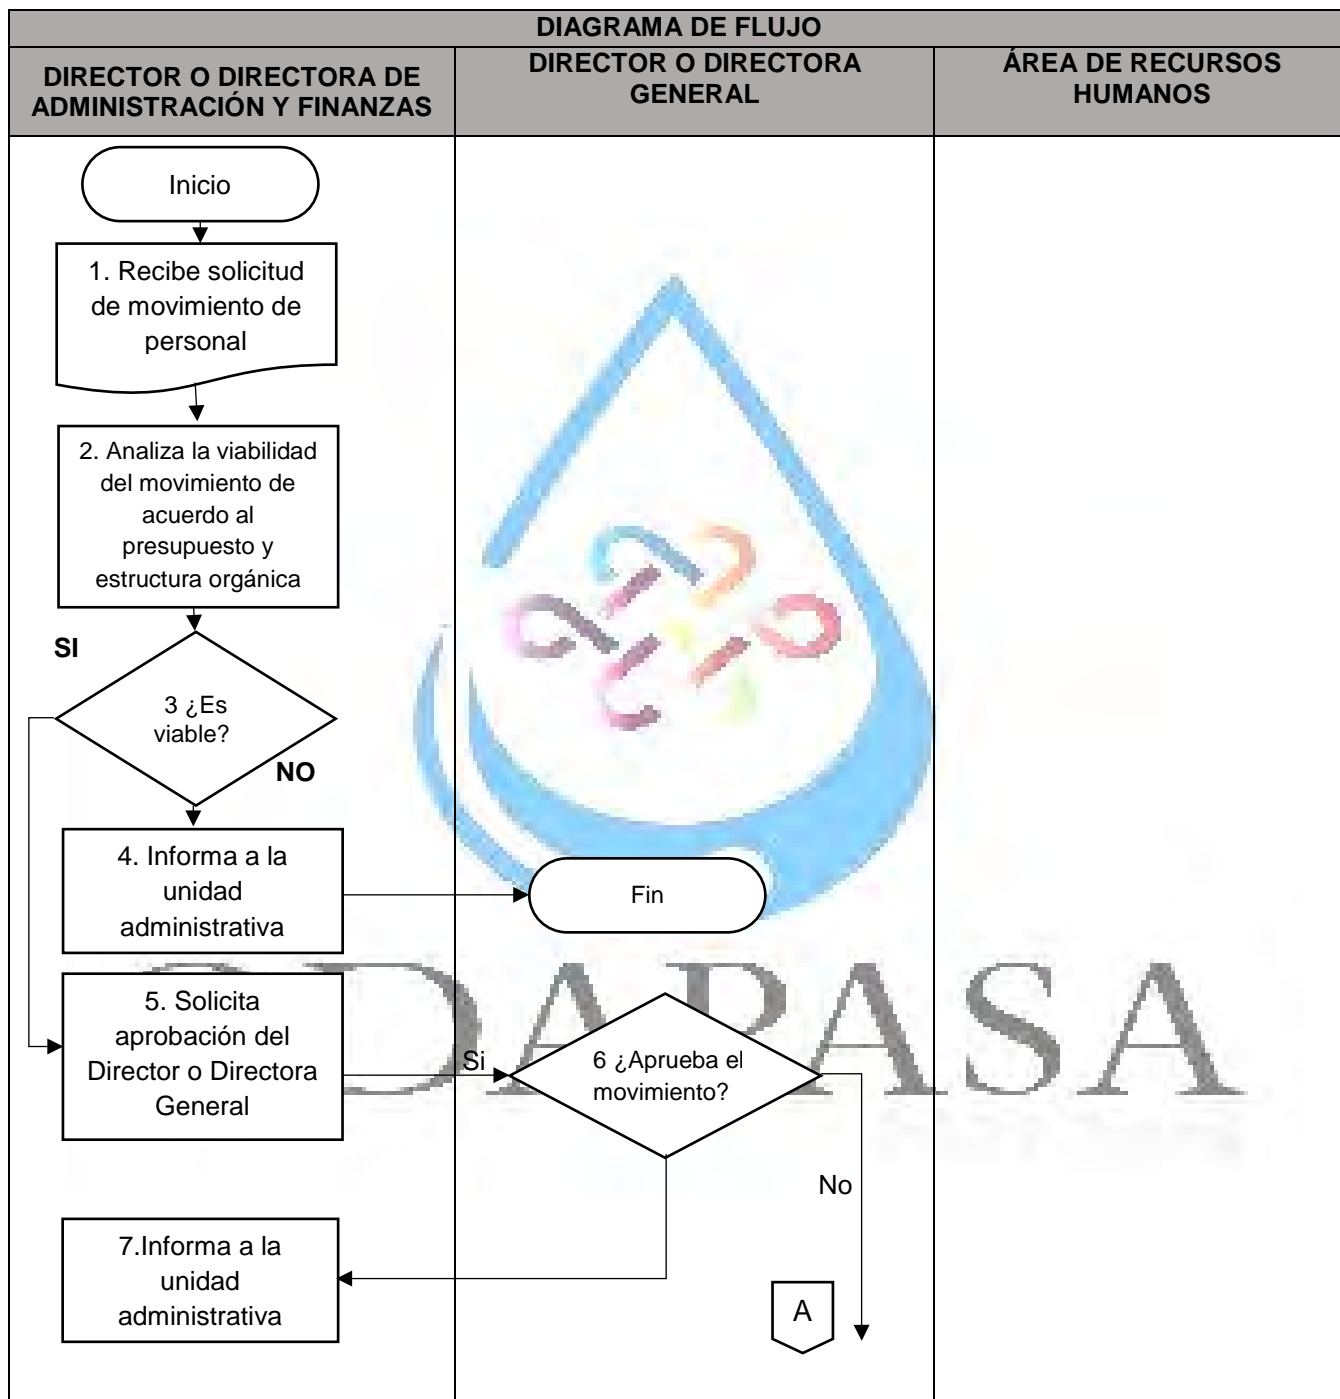 DIAGRAMA DE FLUJO
DIRECTOR O DIRECTORA DE
ADMINISTRACIÓN Y FINANZAS
DIRECTOR O DIRECTORA
GENERAL
ÁREA DE RECURSOS
HUMANOS
Inicio
1. Recibe solicitud
de movimiento de
personal
2. Analiza la viabilidad
del movimiento de
acuerdo al
presupuesto y
estructura orgánica
SI
3 ¿Es
viable?
NO
4. Informa a la
unidad
administrativa
Fin
5. Solicita
aprobación del
Director o Directora
General
Si
6 ¿Aprueba el
movimiento?
No
7.Informa a la
unidad
administrativa
A
DAPASA